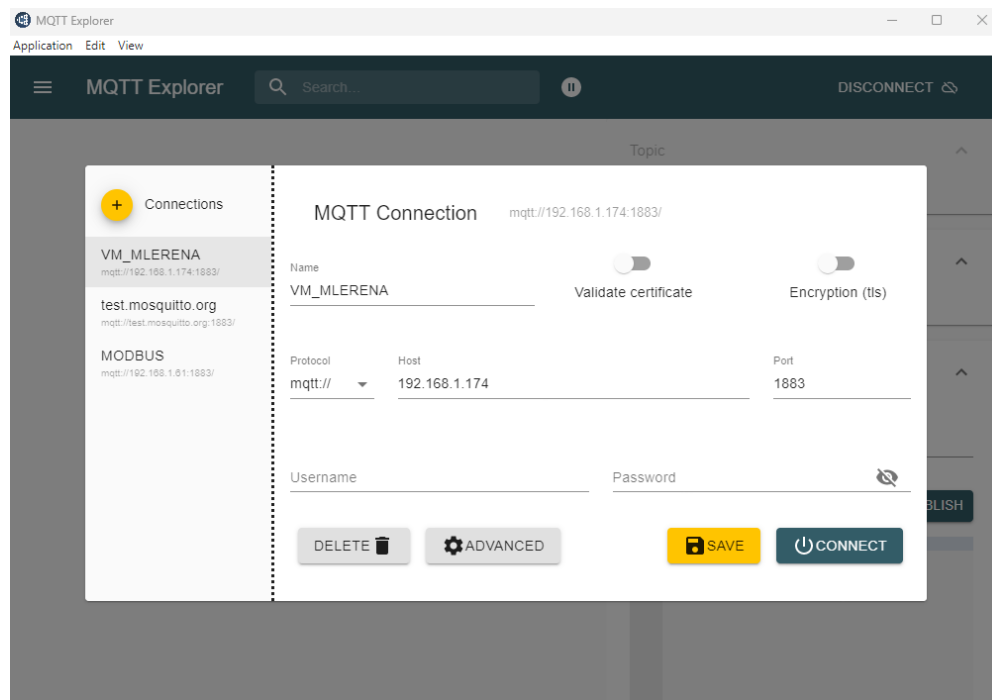 MQTT Explorer
Application Edit View
MQTT Explorer
Search...
DISCONNECT
Topic
Connections
VM_MLERENA
mqtt://192.168.1.174:1883/
test.mosquitto.org
mqtt://test.mosquitto.org:1883/
MODBUS
mqtt://192.168.1.61:1883/
MQTT Connection mqtt://192.168.1.174:1883/
Name
VM_MLERENA
Validate certificate
Encryption (tls)
Protocol Host Port
mqtt:// 192.168.1.174 1883
Username Password
BLISH
DELETE ADVANCED SAVE CONNECT